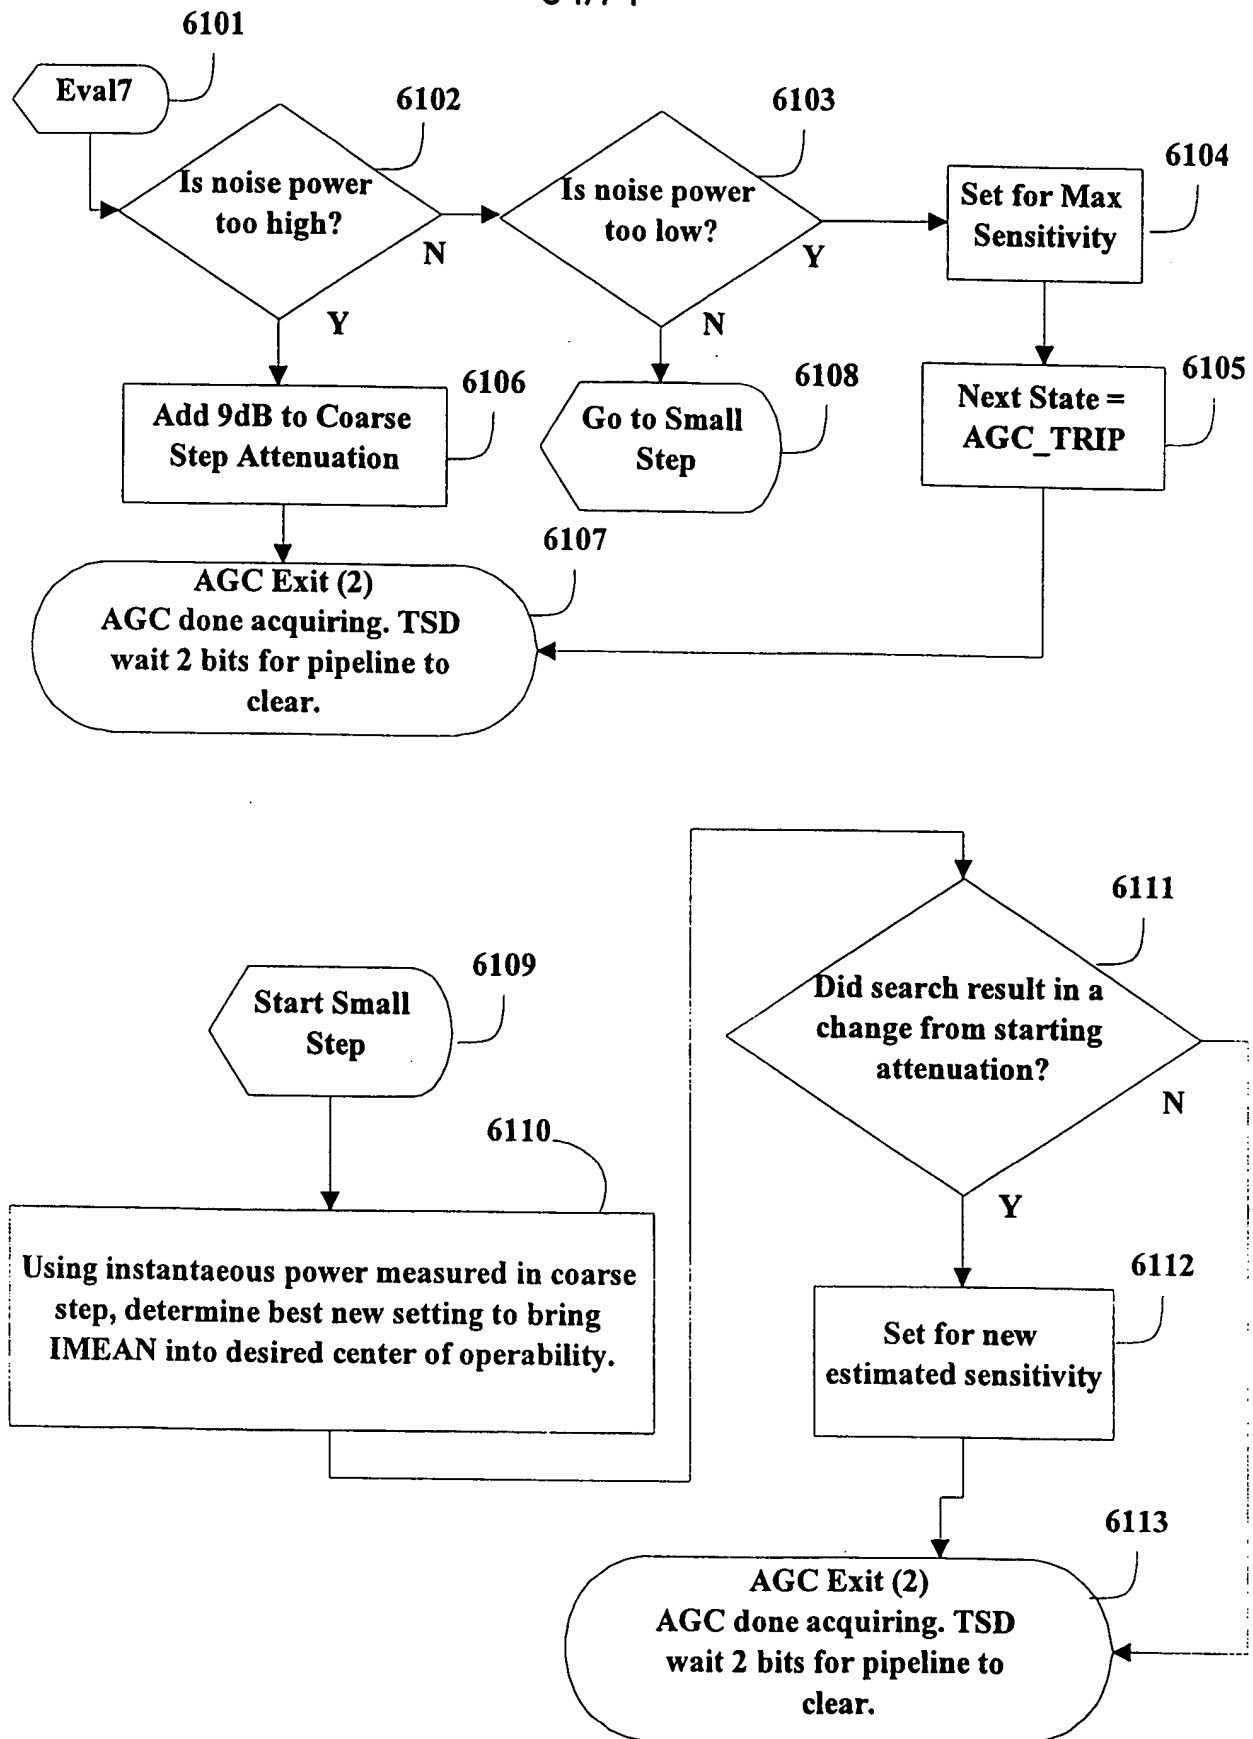 6101
Eval7
6102
Is noise power
too high?
N
Y
6103
Is noise power
too low?
Y
N
6104
Set for Max
Sensitivity
6105
Next State =
AGC_TRIP
6106
Add 9dB to Coarse
Step Attenuation
6108
Go to Small
Step
6107
AGC Exit (2)
AGC done acquiring. TSD
wait 2 bits for pipeline to
clear.
6109
Start Small
Step
6110
Using instantaeous power measured in coarse
step, determine best new setting to bring
IMEAN into desired center of operability.
6111
Did search result in a
change from starting
attenuation?
N
Y
6112
Set for new
estimated sensitivity
6113
AGC Exit (2)
AGC done acquiring. TSD
wait 2 bits for pipeline to
clear.